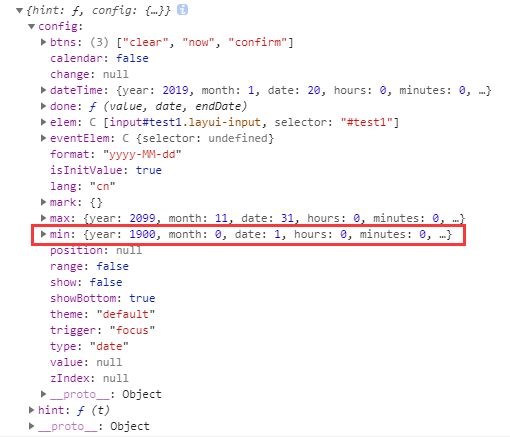 {hint: ƒ, config: {…}}
config:
btns: (3) ["clear", "now", "confirm"]
calendar: false
change: null
dateTime: {year: 2019, month: 1, date: 20, hours: 0, minutes: 0, …}
done: ƒ (value, date, endDate)
elem: C [input#test1.layui-input, selector: "#test1"]
eventElem: C {selector: undefined}
format: "yyyy-MM-dd"
isInitValue: true
lang: "cn"
mark: {}
max: {year: 2099, month: 11, date: 31, hours: 0, minutes: 0, …}
min: {year: 1900, month: 0, date: 1, hours: 0, minutes: 0, …}
position: null
range: false
show: false
showBottom: true
theme: "default"
trigger: "focus"
type: "date"
value: null
zIndex: null
__proto__: Object
hint: ƒ (t)
__proto__: Object